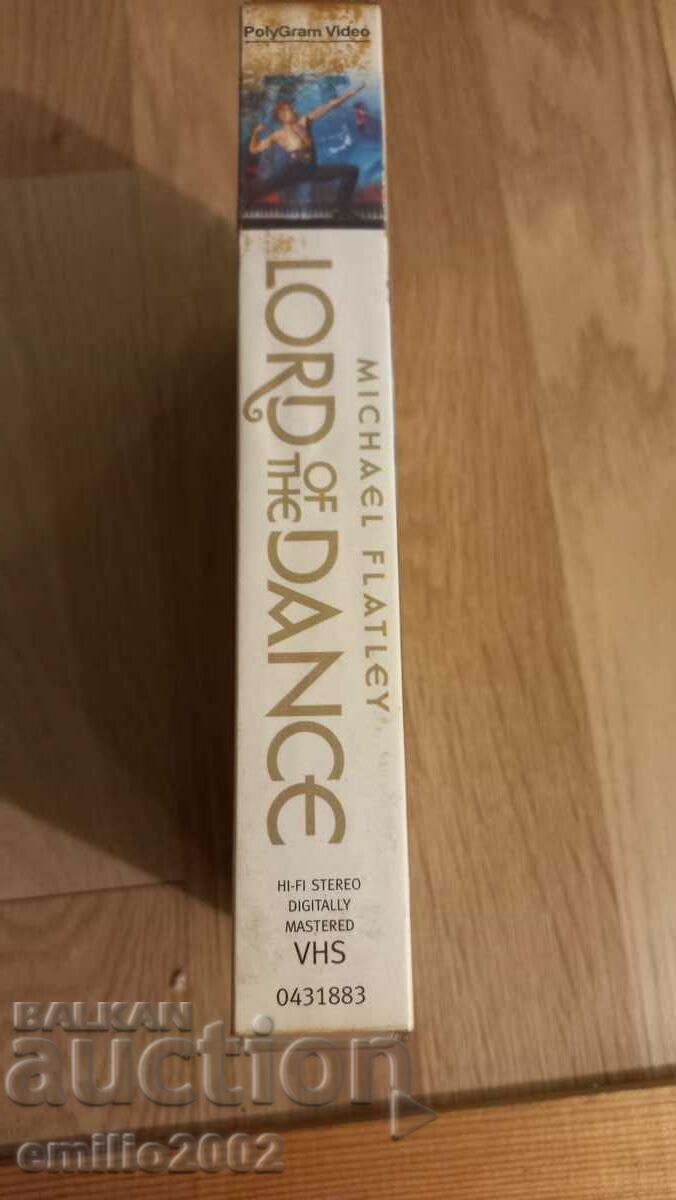 PolyGram Video
MICHAEL FLATLEY
LORD
OF
THE
DANCE
HI-FI STEREO
DIGITALLY
MASTERED
VHS
0431883
BALKAN
auction
emilio2002